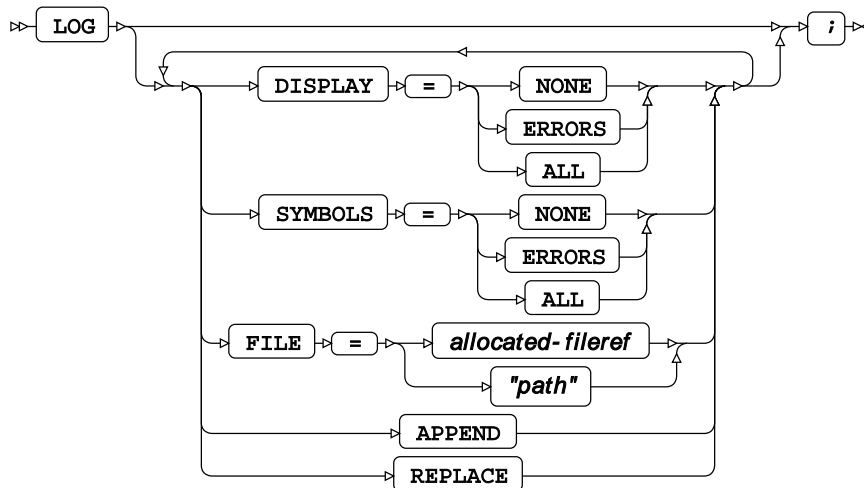 LOG ;
DISPLAY = NONE
ERRORS
ALL
SYMBOLS = NONE
ERRORS
ALL
FILE = allocated-fileref
"path"
APPEND
REPLACE